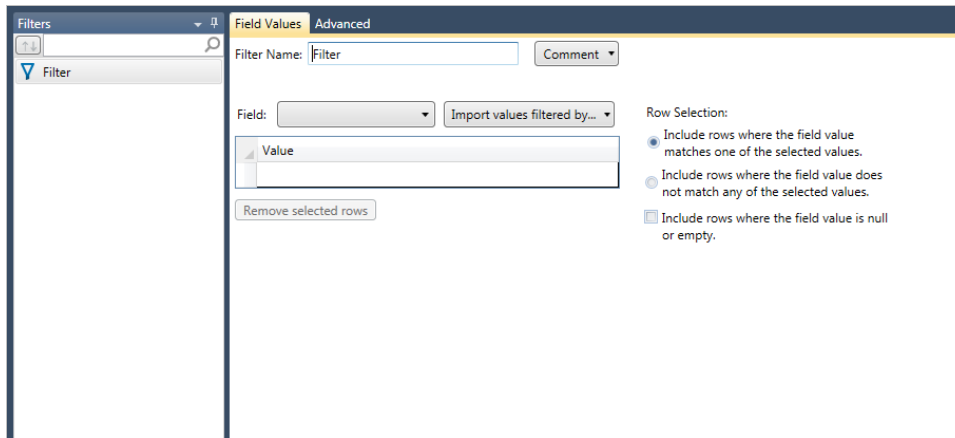 Filters
Field Values Advanced
Filter Name: Filter Comment
Filter
Field: Import values filtered by... Row Selection:
Include rows where the field value
matches one of the selected values.
Value
Include rows where the field value does
not match any of the selected values.
Remove selected rows
Include rows where the field value is null
or empty.